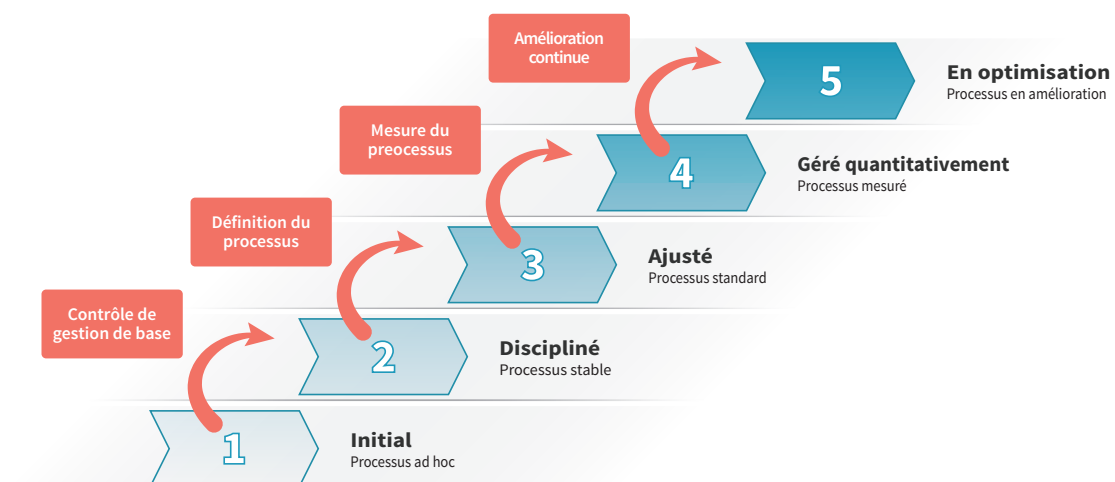 Amélioration
continue
5
En optimisation
Processus en amélioration
Mesure du
preocessus
4
Géré quantitativement
Processus mesuré
Définition du
processus
3
Ajusté
Processus standard
Contrôle de
gestion de base
2
Discipliné
Processus stable
1
Initial
Processus ad hoc